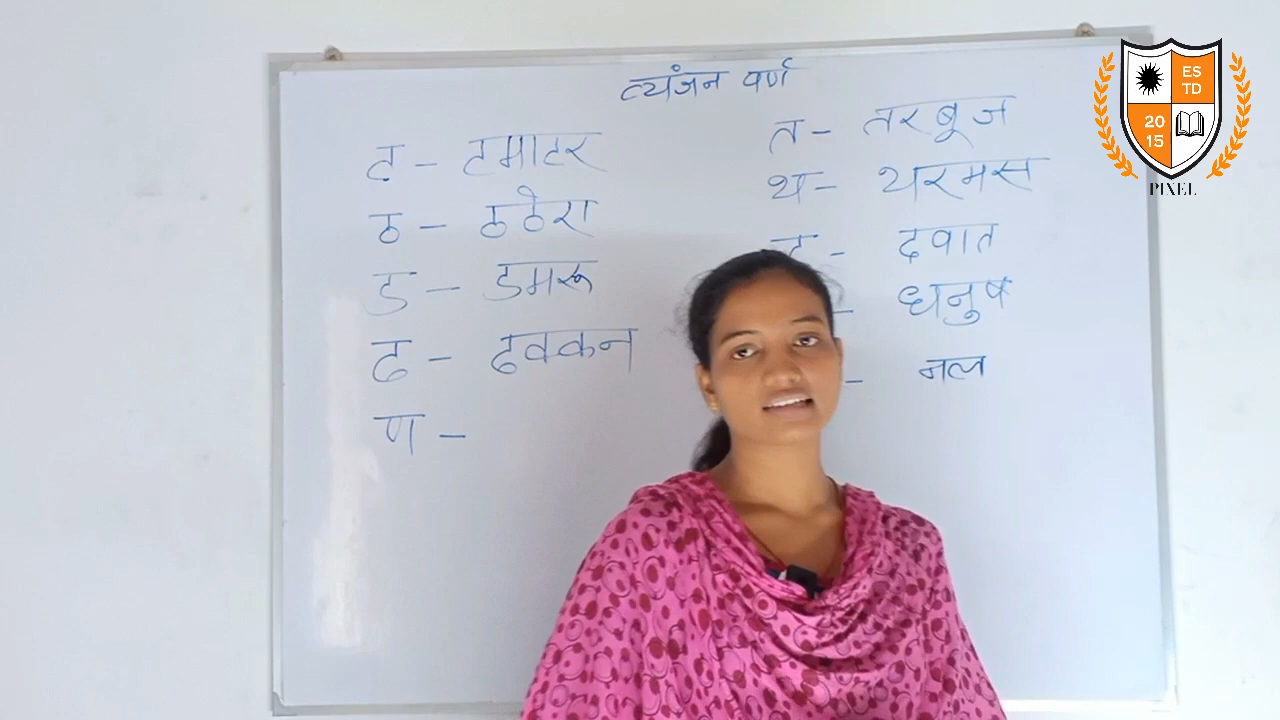 व्यंजन वर्ण
ट – टमाटर
ठ – ठठेरा
ड – डमरू
ढ – ढक्कन
ण –
त – तरबूज
थ – थरमस
द – दवात
– धनुष
– नल
ES
TD
20
15
PIXEL